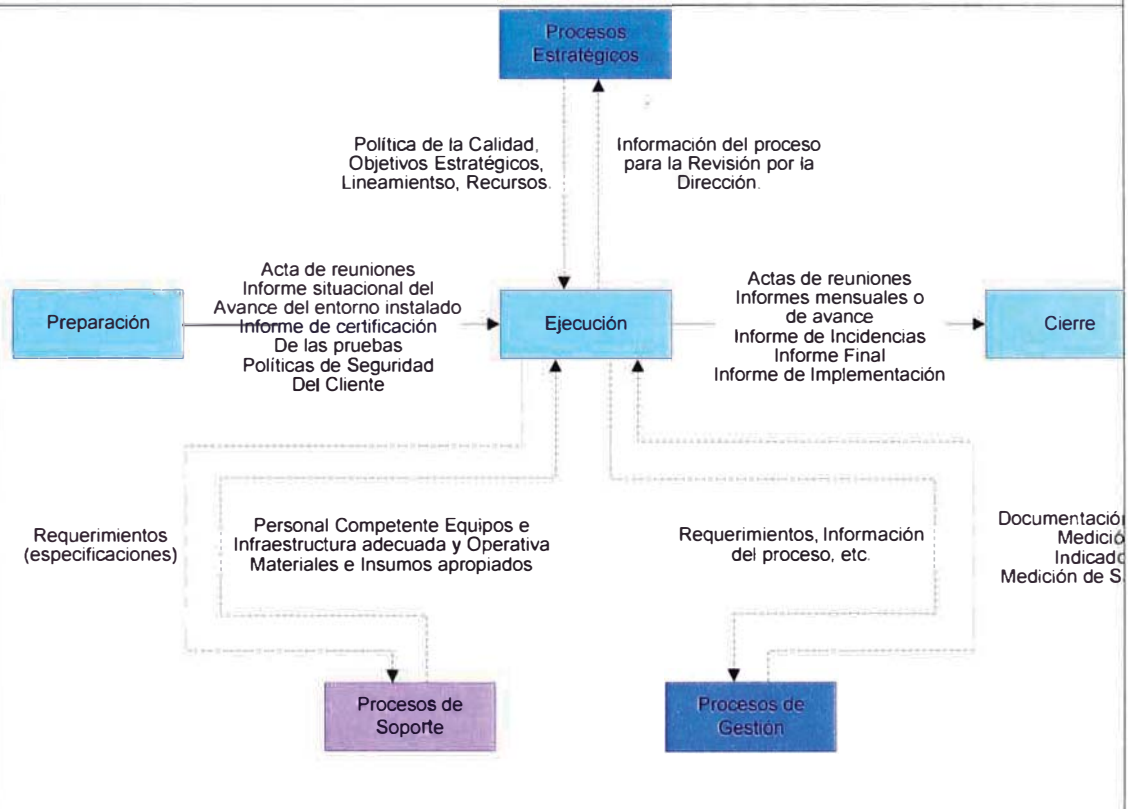 Procesos
Estratégicos
Política de la Calidad,
Objetivos Estratégicos,
Lineamientso, Recursos.
Información del proceso
para la Revisión por la
Dirección.
Preparación
Acta de reuniones
Informe situacional del
Avance del entorno instalado
Informe de certificación
De las pruebas
Políticas de Seguridad
Del Cliente
Ejecución
Actas de reuniones
Informes mensuales o
de avance
Informe de Incidencias
Informe Final
Informe de Implementación
Cierre
Requerimientos
(especificaciones)
Personal Competente Equipos e
Infraestructura adecuada y Operativa
Materiales e Insumos apropiados
Requerimientos, Información
del proceso, etc.
Medición de
Procesos de
Soporte
Procesos de
Gestión